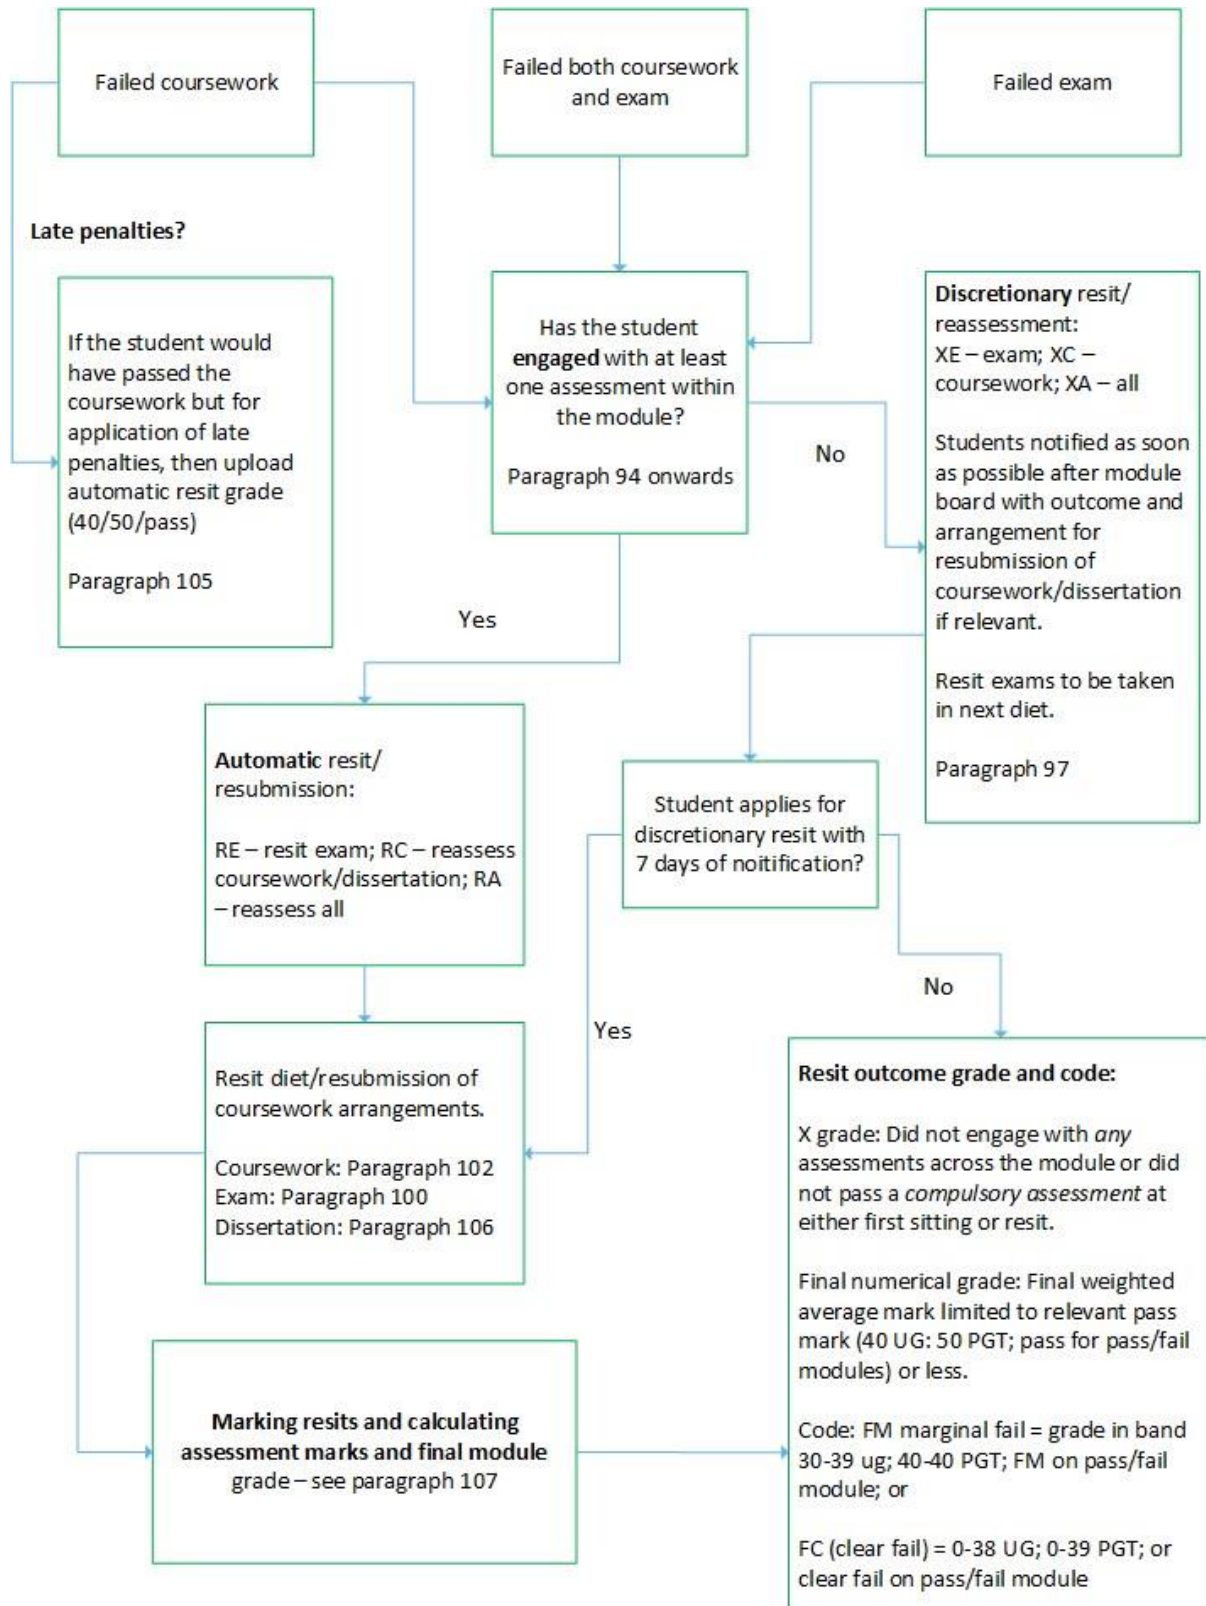 Failed coursework
Failed both coursework
and exam
Failed exam
Late penalties?
If the student would
have passed the
coursework but for
application of late
penalties, then upload
automatic resit grade
(40/50/pass)
Paragraph 105
Has the student
engaged with at least
one assessment within
the module?
Paragraph 94 onwards
No
Discretionary resit/
reassessment:
XE – exam; XC –
coursework; XA – all
Students notified as soon
as possible after module
board with outcome and
arrangement for
resubmission of
coursework/dissertation
if relevant.
Resit exams to be taken
in next diet.
Paragraph 97
Yes
Automatic resit/
resubmission:
RE – resit exam; RC – reassess
coursework/dissertation; RA
– reassess all
Student applies for
discretionary resit with
7 days of noitification?
No
Yes
Resit diet/resubmission of
coursework arrangements.
Coursework: Paragraph 102
Exam: Paragraph 100
Dissertation: Paragraph 106
Resit outcome grade and code:
X grade: Did not engage with any
assessments across the module or did
not pass a compulsory assessment at
either first sitting or resit.
Final numerical grade: Final weighted
average mark limited to relevant pass
mark (40 UG: 50 PGT; pass for pass/fail
modules) or less.
Code: FM marginal fail = grade in band
30-39 ug; 40-40 PGT; FM on pass/fail
module; or
FC (clear fail) = 0-38 UG; 0-39 PGT; or
clear fail on pass/fail module
Marking resits and calculating
assessment marks and final module
grade – see paragraph 107